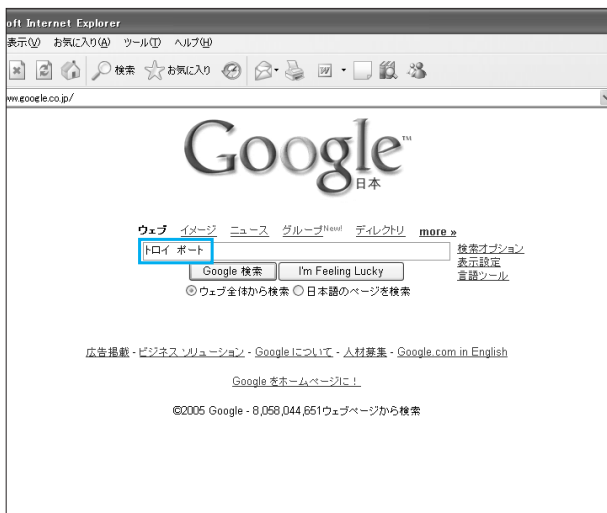 oft Internet Explorer
表示(V) お気に入り(A) ツール(T) ヘルプ(H)
検索 お気に入り
ww.google.co.jp/
Google™
日本
ウェブ イメージ ニュース グループNew! ディレクトリ more »
トロイ ポート
検索オプション
表示設定
言語ツール
Google 検索 I'm Feeling Lucky
ウェブ全体から検索 日本語のページを検索
広告掲載 - ビジネス ソリューション - Google について - 人材募集 - Google.com in English
Google をホームページに!
©2005 Google - 8,058,044,651ウェブページから検索